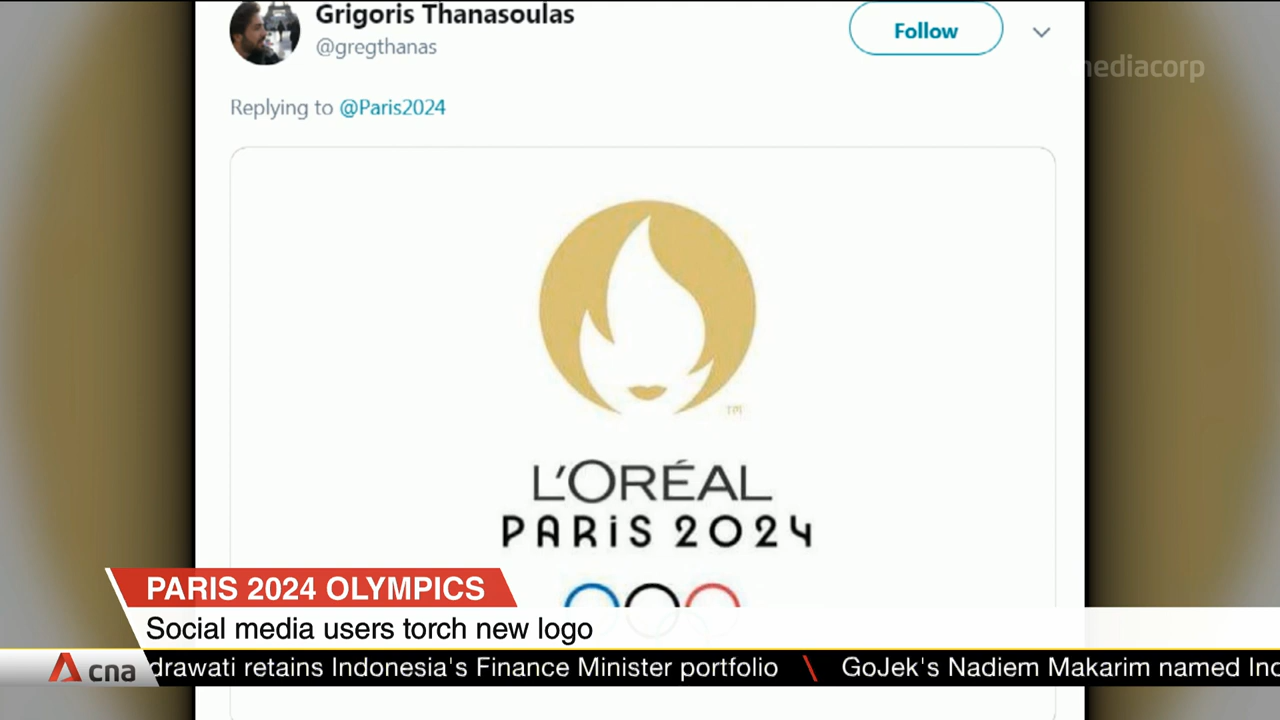 Grigoris Thanasoulas
@gregthanas
Follow
mediacorp
Replying to @Paris2024
TM
L'ORÉAL
PARiS 2024
PARIS 2024 OLYMPICS
Social media users torch new logo
cna
drawati retains Indonesia's Finance Minister portfolio \ GoJek's Nadiem Makarim named Inc